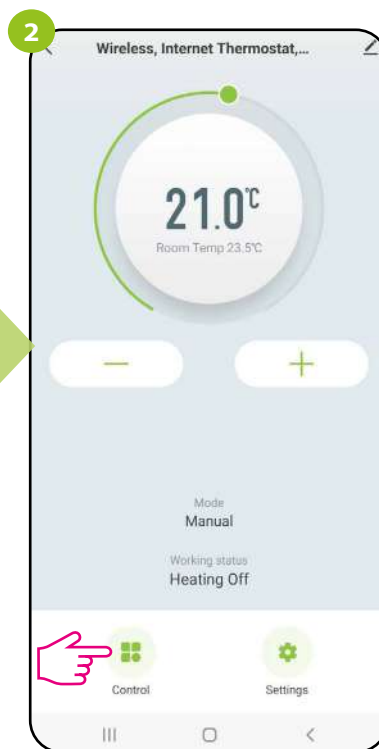 2
Wireless, Internet Thermostat,...
21.0℃
Room Temp 23.5℃
Mode
Manual
Working status
Heating Off
Control
Settings